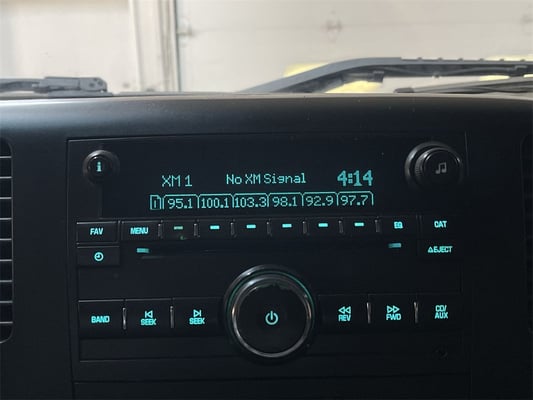 i
XM 1 No XM Signal 4:14
1 95.1 100.1 103.3 98.1 92.9 97.7
FAV MENU EQ CAT
EJECT
BAND SEEK SEEK REV FWD CD/AUX